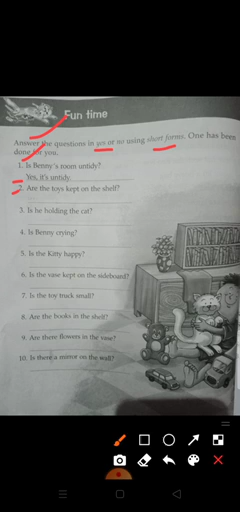 Fun time
Answer the questions in yes or no using short forms. One has been
done for you.
1. Is Benny's room untidy?
Yes, it's untidy.
2. Are the toys kept on the shelf?
3. Is he holding the cat?
4. Is Benny crying?
5. Is the Kitty happy?
6. Is the vase kept on the sideboard?
7. Is the toy truck small?
8. Are the books in the shelf?
9. Are there flowers in the vase?
10. Is there a mirror on the wall?